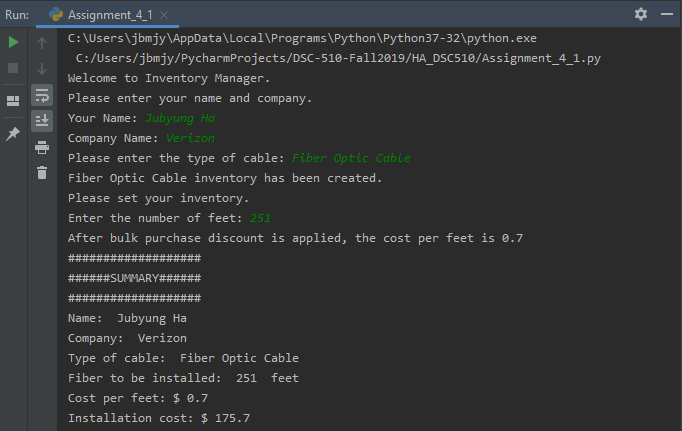 Run: Assignment_4_1
C:\Users\jbmjy\AppData\Local\Programs\Python\Python37-32\python.exe
C:/Users/jbmjy/PycharmProjects/DSC-510-Fall2019/HA_DSC510/Assignment_4_1.py
Welcome to Inventory Manager.
Please enter your name and company.
Your Name: Jubyung Ha
Company Name: Verizon
Please enter the type of cable: Fiber Optic Cable
Fiber Optic Cable inventory has been created.
Please set your inventory.
Enter the number of feet: 251
After bulk purchase discount is applied, the cost per feet is 0.7
###################
######SUMMARY######
###################
Name:  Jubyung Ha
Company:  Verizon
Type of cable:  Fiber Optic Cable
Fiber to be installed:  251  feet
Cost per feet: $ 0.7
Installation cost: $ 175.7